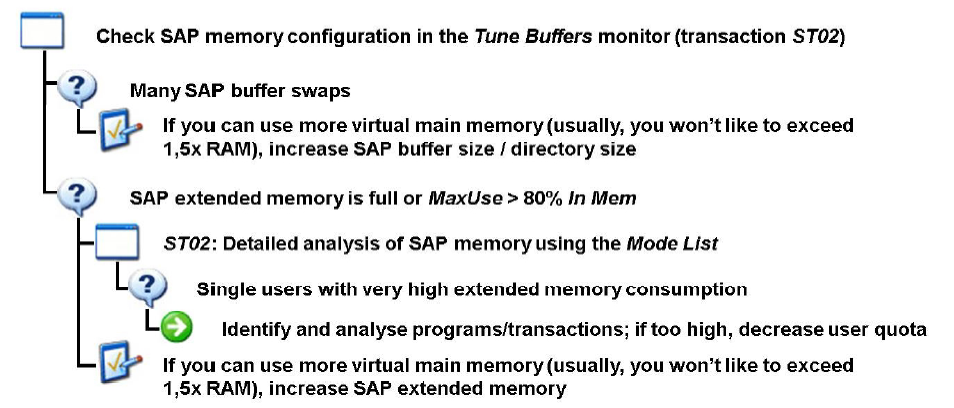 Check SAP memory configuration in the Tune Buffers monitor (transaction ST02)
Many SAP buffer swaps
If you can use more virtual main memory (usually, you won't like to exceed
1,5x RAM), increase SAP buffer size / directory size
SAP extended memory is full or MaxUse > 80% In Mem
ST02: Detailed analysis of SAP memory using the Mode List
Single users with very high extended memory consumption
Identify and analyse programs/transactions; if too high, decrease user quota
If you can use more virtual main memory (usually, you won't like to exceed
1,5x RAM), increase SAP extended memory